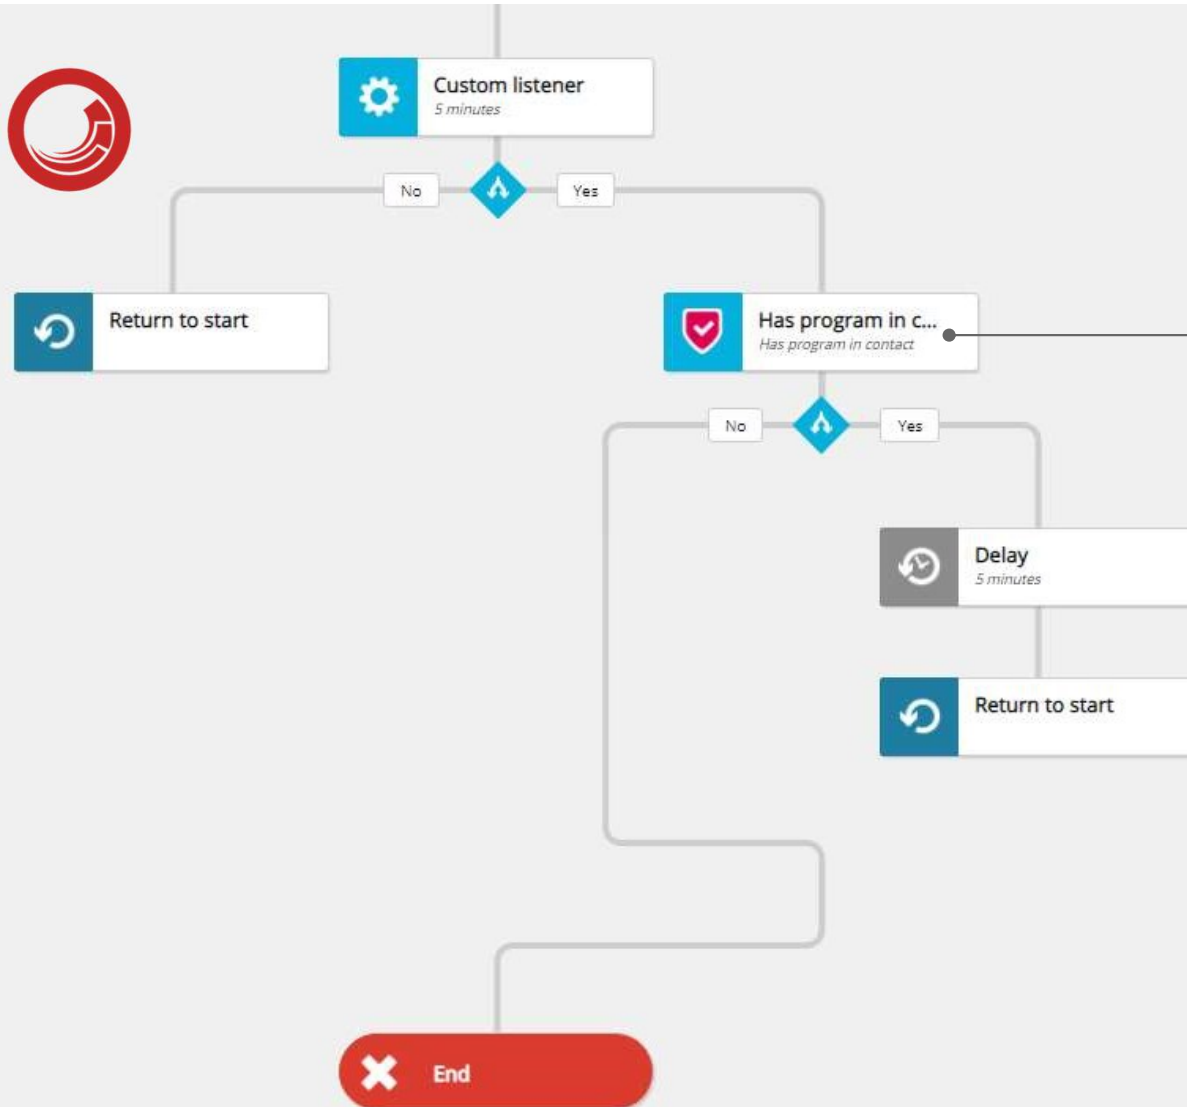 Custom listener
5 minutes
No
Yes
Return to start
Has program in c...
Has program in contact
No
Yes
Delay
5 minutes
Return to start
End